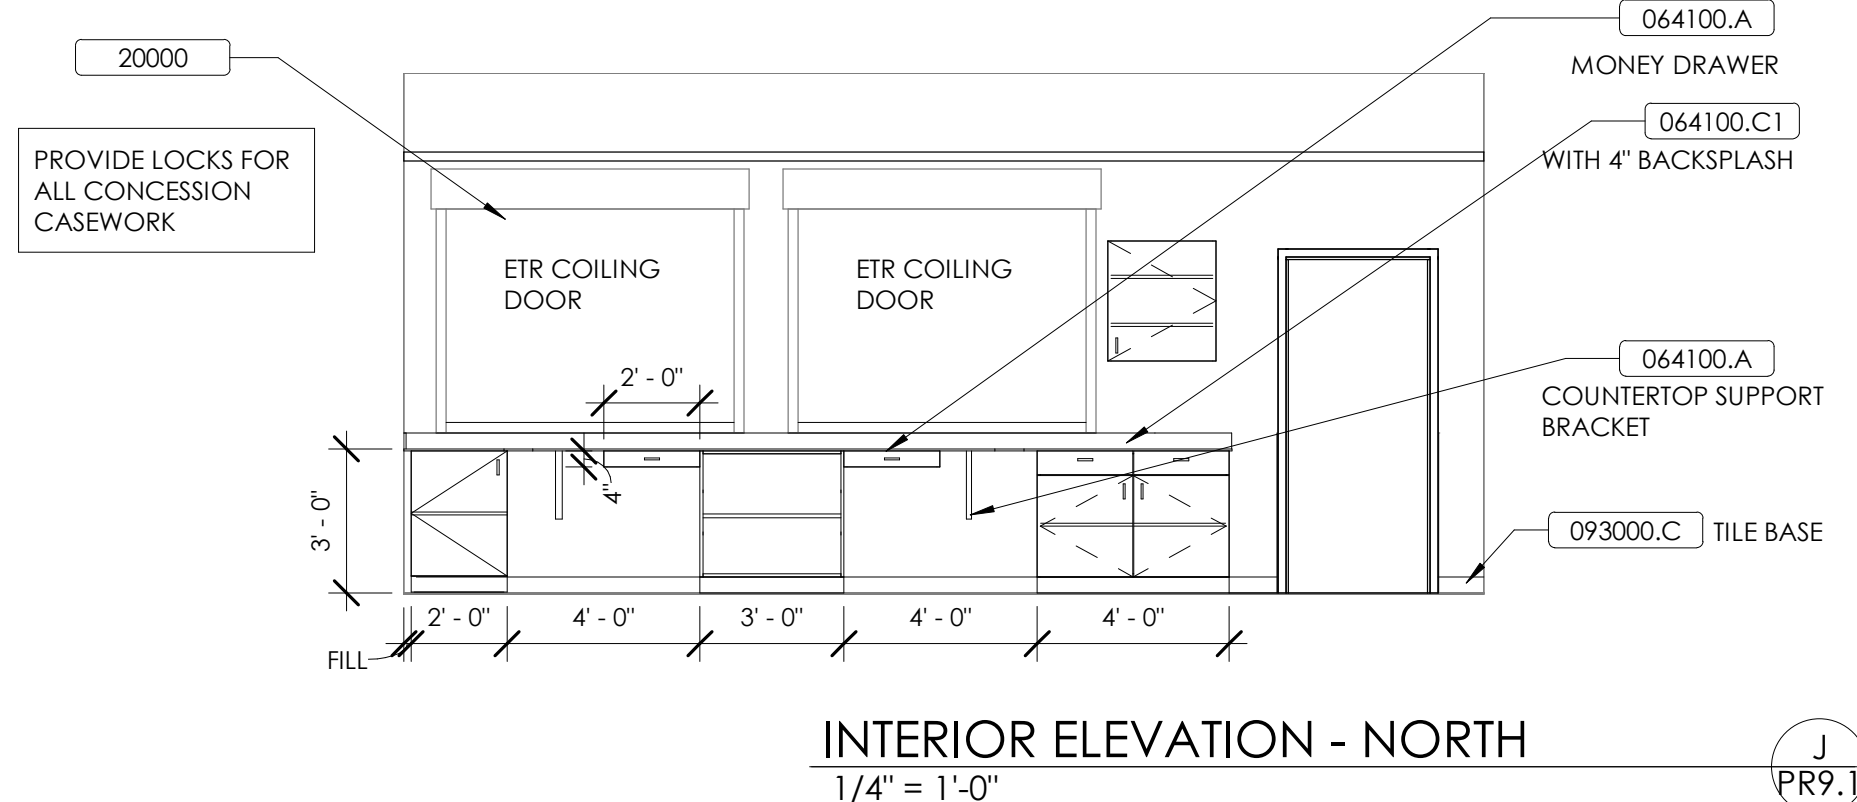 20000
PROVIDE LOCKS FOR
ALL CONCESSION
CASEWORK
064100.A
MONEY DRAWER
064100.C1
WITH 4" BACKSPLASH
ETR COILING
DOOR
ETR COILING
DOOR
2' - 0"
064100.A
COUNTERTOP SUPPORT
BRACKET
4"
3' - 0"
093000.C TILE BASE
2' - 0" 4' - 0" 3' - 0" 4' - 0" 4' - 0"
FILL
INTERIOR ELEVATION - NORTH
1/4" = 1'-0"
J
PR9.1